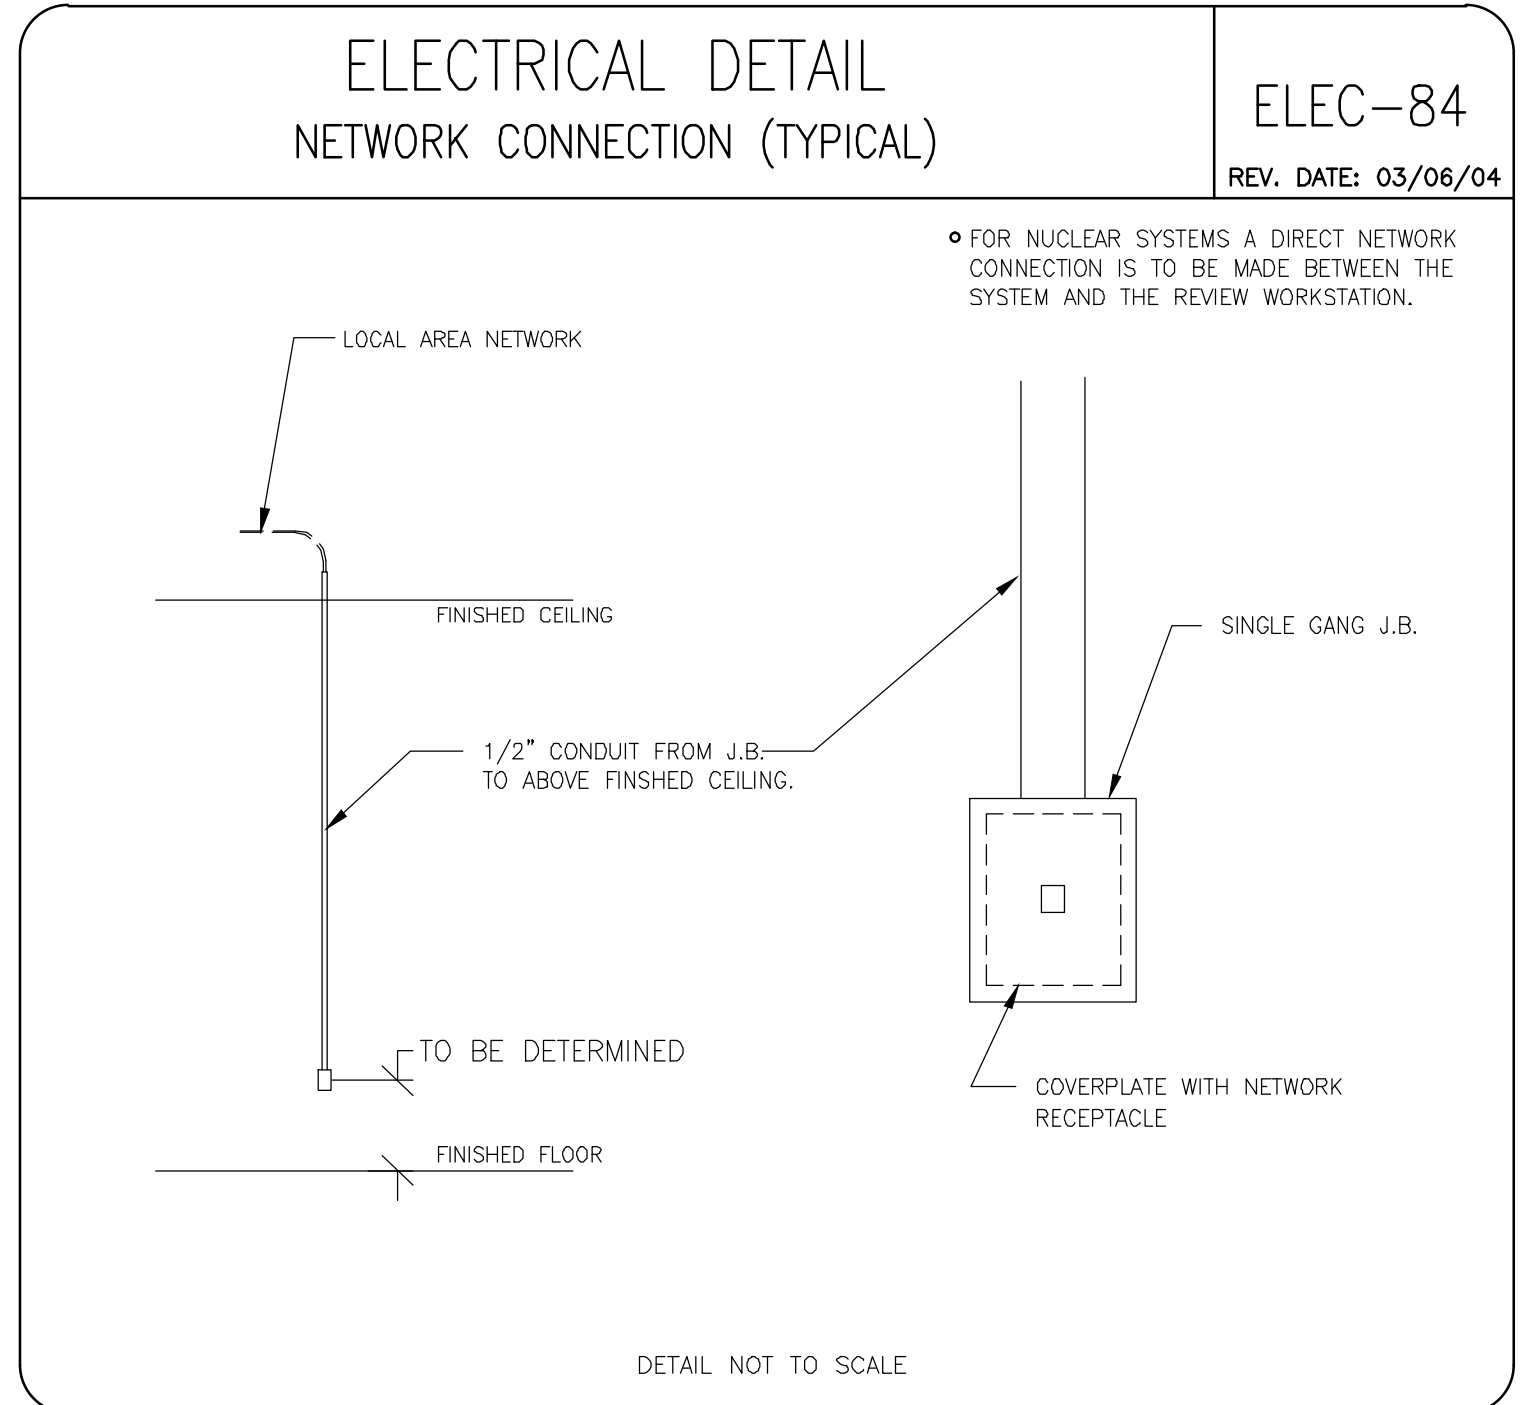 ELECTRICAL DETAIL
NETWORK CONNECTION (TYPICAL)
ELEC-84
REV. DATE: 03/06/04
FOR NUCLEAR SYSTEMS A DIRECT NETWORK
CONNECTION IS TO BE MADE BETWEEN THE
SYSTEM AND THE REVIEW WORKSTATION.
LOCAL AREA NETWORK
FINISHED CEILING
SINGLE GANG J.B.
1/2" CONDUIT FROM J.B.
TO ABOVE FINSHED CEILING.
TO BE DETERMINED
COVERPLATE WITH NETWORK
RECEPTACLE
FINISHED FLOOR
DETAIL NOT TO SCALE